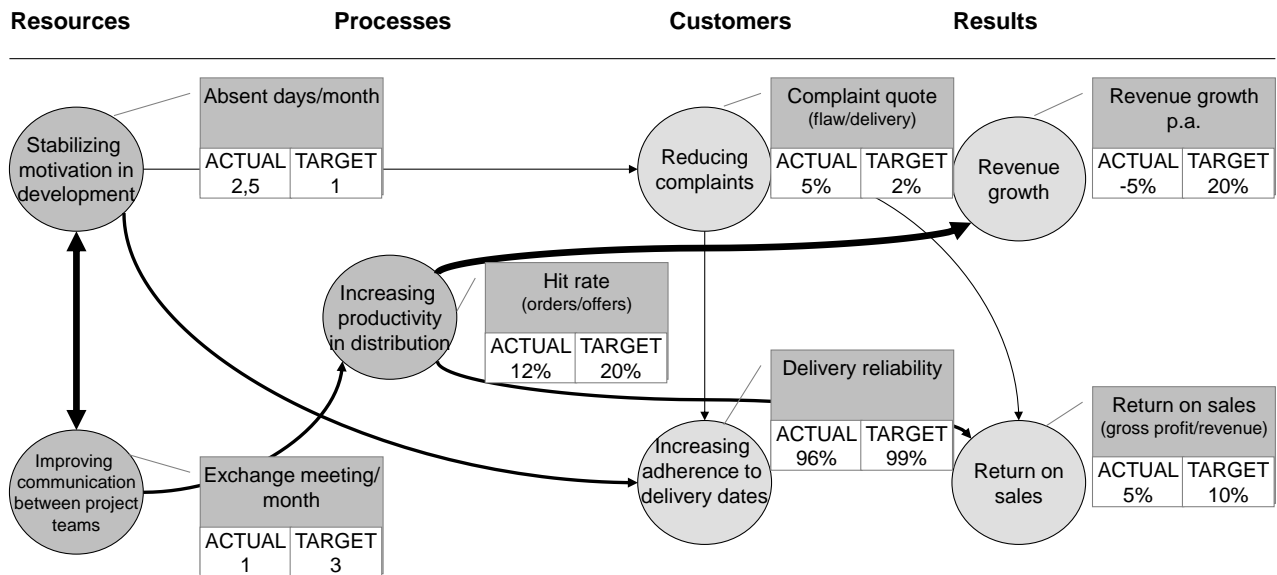 Resources
Processes
Customers
Results
Absent days/month
ACTUAL TARGET
2,5 1
Stabilizing
motivation in
development
Complaint quote
(flaw/delivery)
ACTUAL TARGET
5% 2%
Reducing
complaints
Revenue growth
p.a.
ACTUAL TARGET
-5% 20%
Revenue
growth
Hit rate
(orders/offers)
ACTUAL TARGET
12% 20%
Increasing
productivity
in distribution
Delivery reliability
ACTUAL TARGET
96% 99%
Increasing
adherence to
delivery dates
Return on sales
(gross profit/revenue)
ACTUAL TARGET
5% 10%
Return on
sales
Improving
communication
between project
teams
Exchange meeting/
month
ACTUAL TARGET
1 3